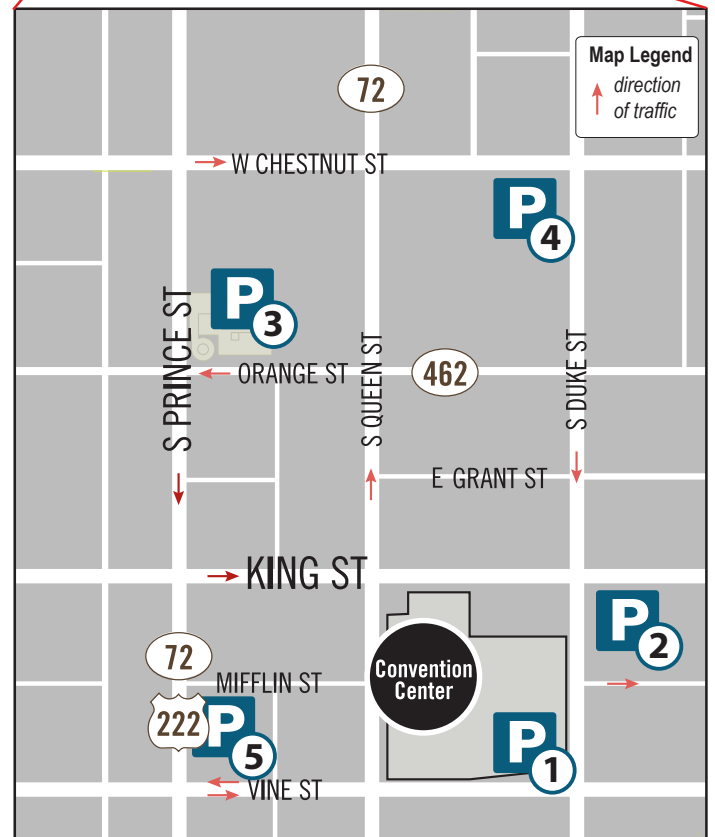 Map Legend
direction
of traffic
72
W CHESTNUT ST
P
4
P
3
S PRINCE ST
ORANGE ST
S QUEEN ST
462
S DUKE ST
E GRANT ST
KING ST
P
2
72
Convention
Center
MIFFLIN ST
222
P
5
P
1
VINE ST